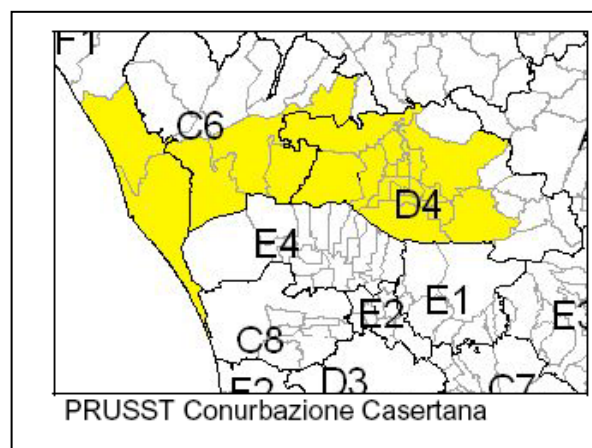 F1
C6
D4
E4
E1
E2
E3
C8
D3
C7
PRUSST Conurbazione Casertana